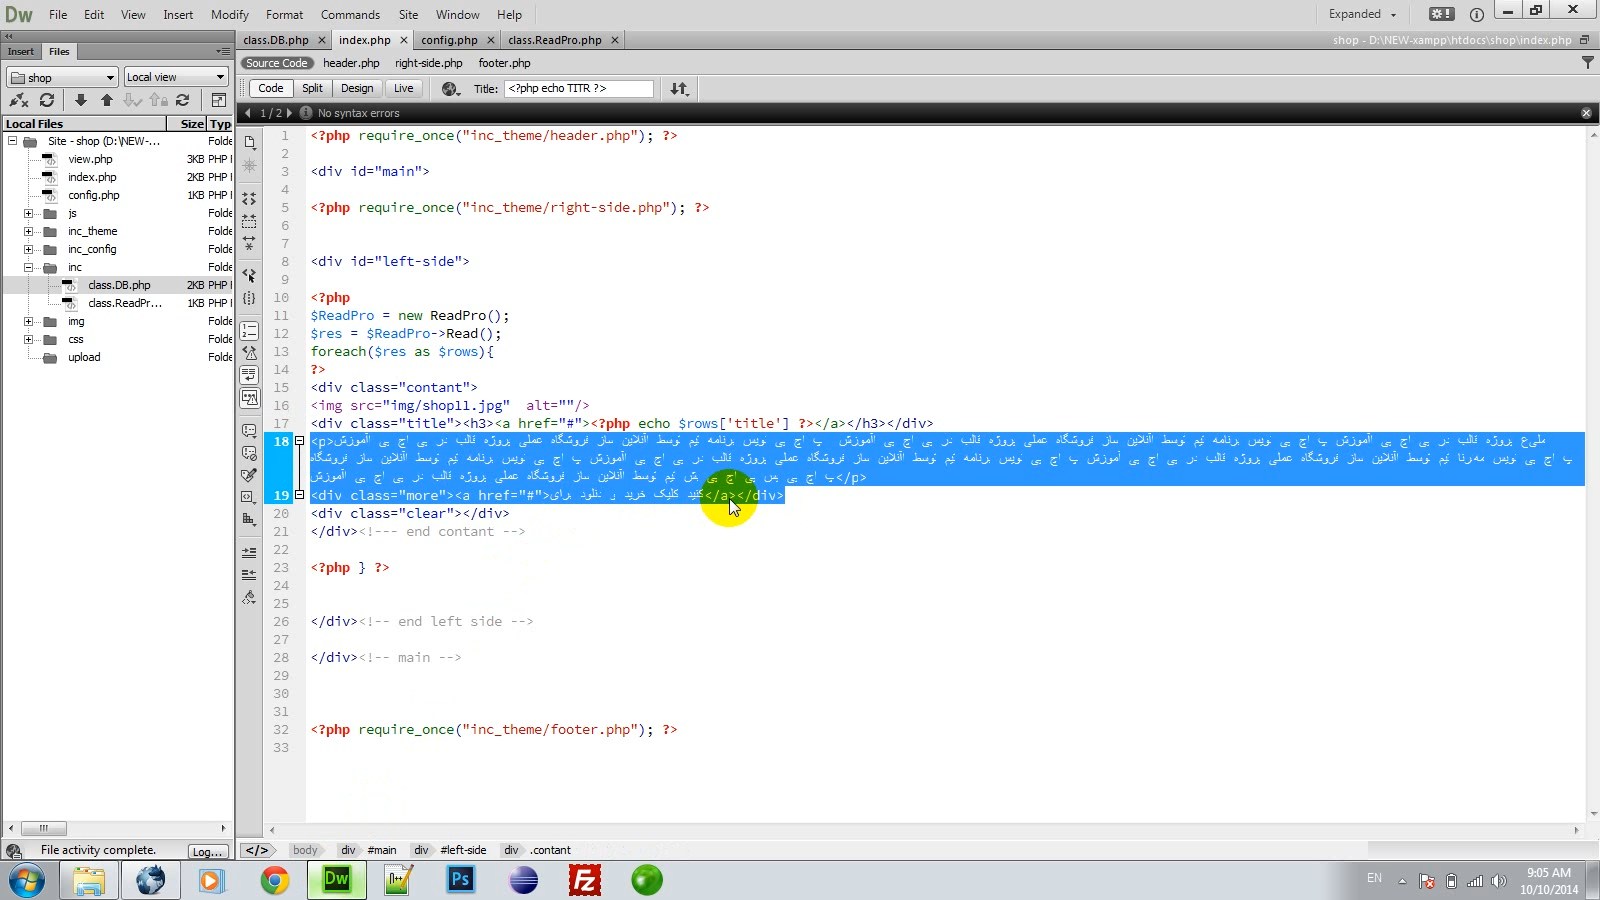 Dw File Edit View Insert Modify Format Commands Site Window Help Expanded
Insert Files
class.DB.php × index.php × config.php × class.ReadPro.php ×
shop - D:\NEW-xampp\htdocs\shop\index.php
Source Code header.php right-side.php footer.php
shop Local view
Code Split Design Live Title: <?php echo TITR ?>
1 / 2 No syntax errors
Local Files Size Typ
Site - shop (D:\NEW-... Folde
view.php 3KB PHP
index.php 2KB PHP
config.php 1KB PHP
js Folde
inc_theme Folde
inc_config Folde
inc Folde
class.DB.php 2KB PHP
class.ReadPr... 1KB PHP
img Folde
css Folde
upload Folde
1 <?php require_once("inc_theme/header.php"); ?>
2
3 <div id="main">
4
5 <?php require_once("inc_theme/right-side.php"); ?>
6
7
8 <div id="left-side">
9
10 <?php
11 $ReadPro = new ReadPro();
12 $res = $ReadPro->Read();
13 foreach($res as $rows){
14 ?>
15 <div class="contant">
16 <img src="img/shop11.jpg" alt=""/>
17 <div class="title"><h3><a href="#"><?php echo $rows['title'] ?></a></h3></div>
18 <p>
</p>
19 <div class="more"><a href="#">برای دنلود و خرید کلیک کنید</a></div>
20 <div class="clear"></div>
21 </div><!--- end contant -->
22
23 <?php } ?>
24
25
26 </div><!-- end left side -->
27
28 </div><!-- main -->
29
30
31
32 <?php require_once("inc_theme/footer.php"); ?>
33
File activity complete. Log...
</> body div #main div #left-side div .contant
Dw Ps Fz
EN 9:05 AM
10/10/2014